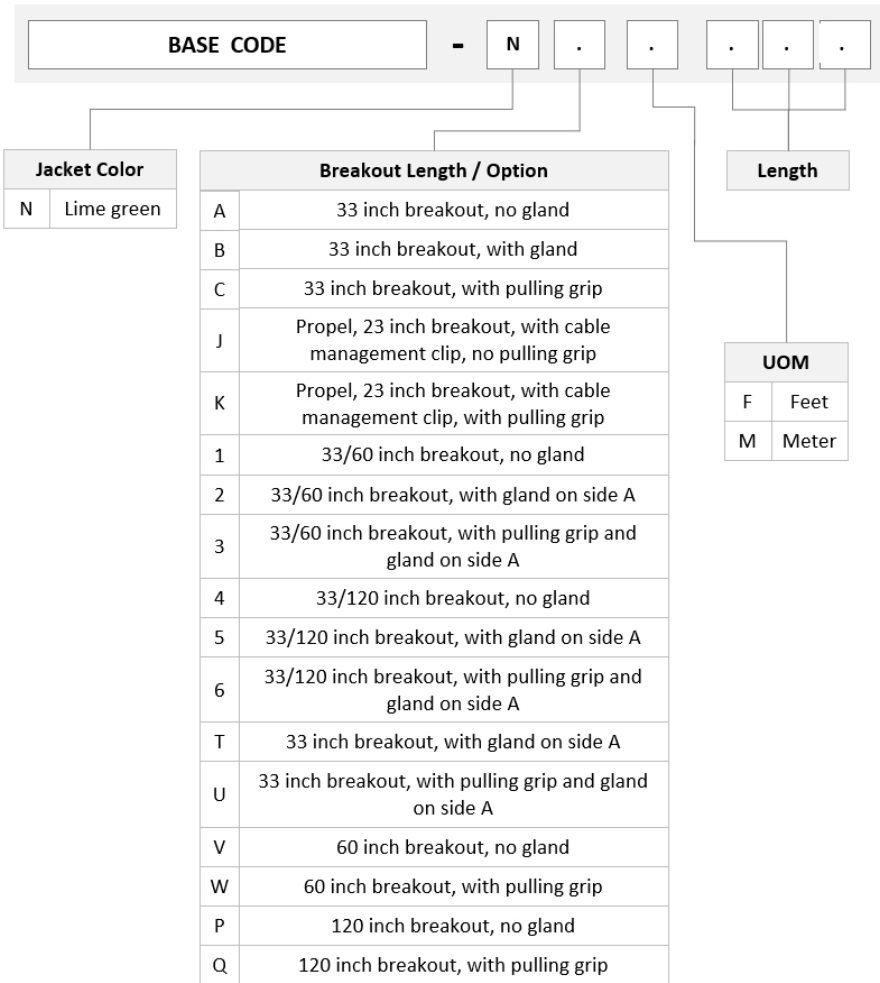 BASE CODE - N . . . . .
Jacket Color
N Lime green
Breakout Length / Option
A 33 inch breakout, no gland
B 33 inch breakout, with gland
C 33 inch breakout, with pulling grip
J Propel, 23 inch breakout, with cable
management clip, no pulling grip
K Propel, 23 inch breakout, with cable
management clip, with pulling grip
1 33/60 inch breakout, no gland
2 33/60 inch breakout, with gland on side A
3 33/60 inch breakout, with pulling grip and
gland on side A
4 33/120 inch breakout, no gland
5 33/120 inch breakout, with gland on side A
6 33/120 inch breakout, with pulling grip and
gland on side A
T 33 inch breakout, with gland on side A
U 33 inch breakout, with pulling grip and gland
on side A
V 60 inch breakout, no gland
W 60 inch breakout, with pulling grip
P 120 inch breakout, no gland
Q 120 inch breakout, with pulling grip
Length
UOM
F Feet
M Meter